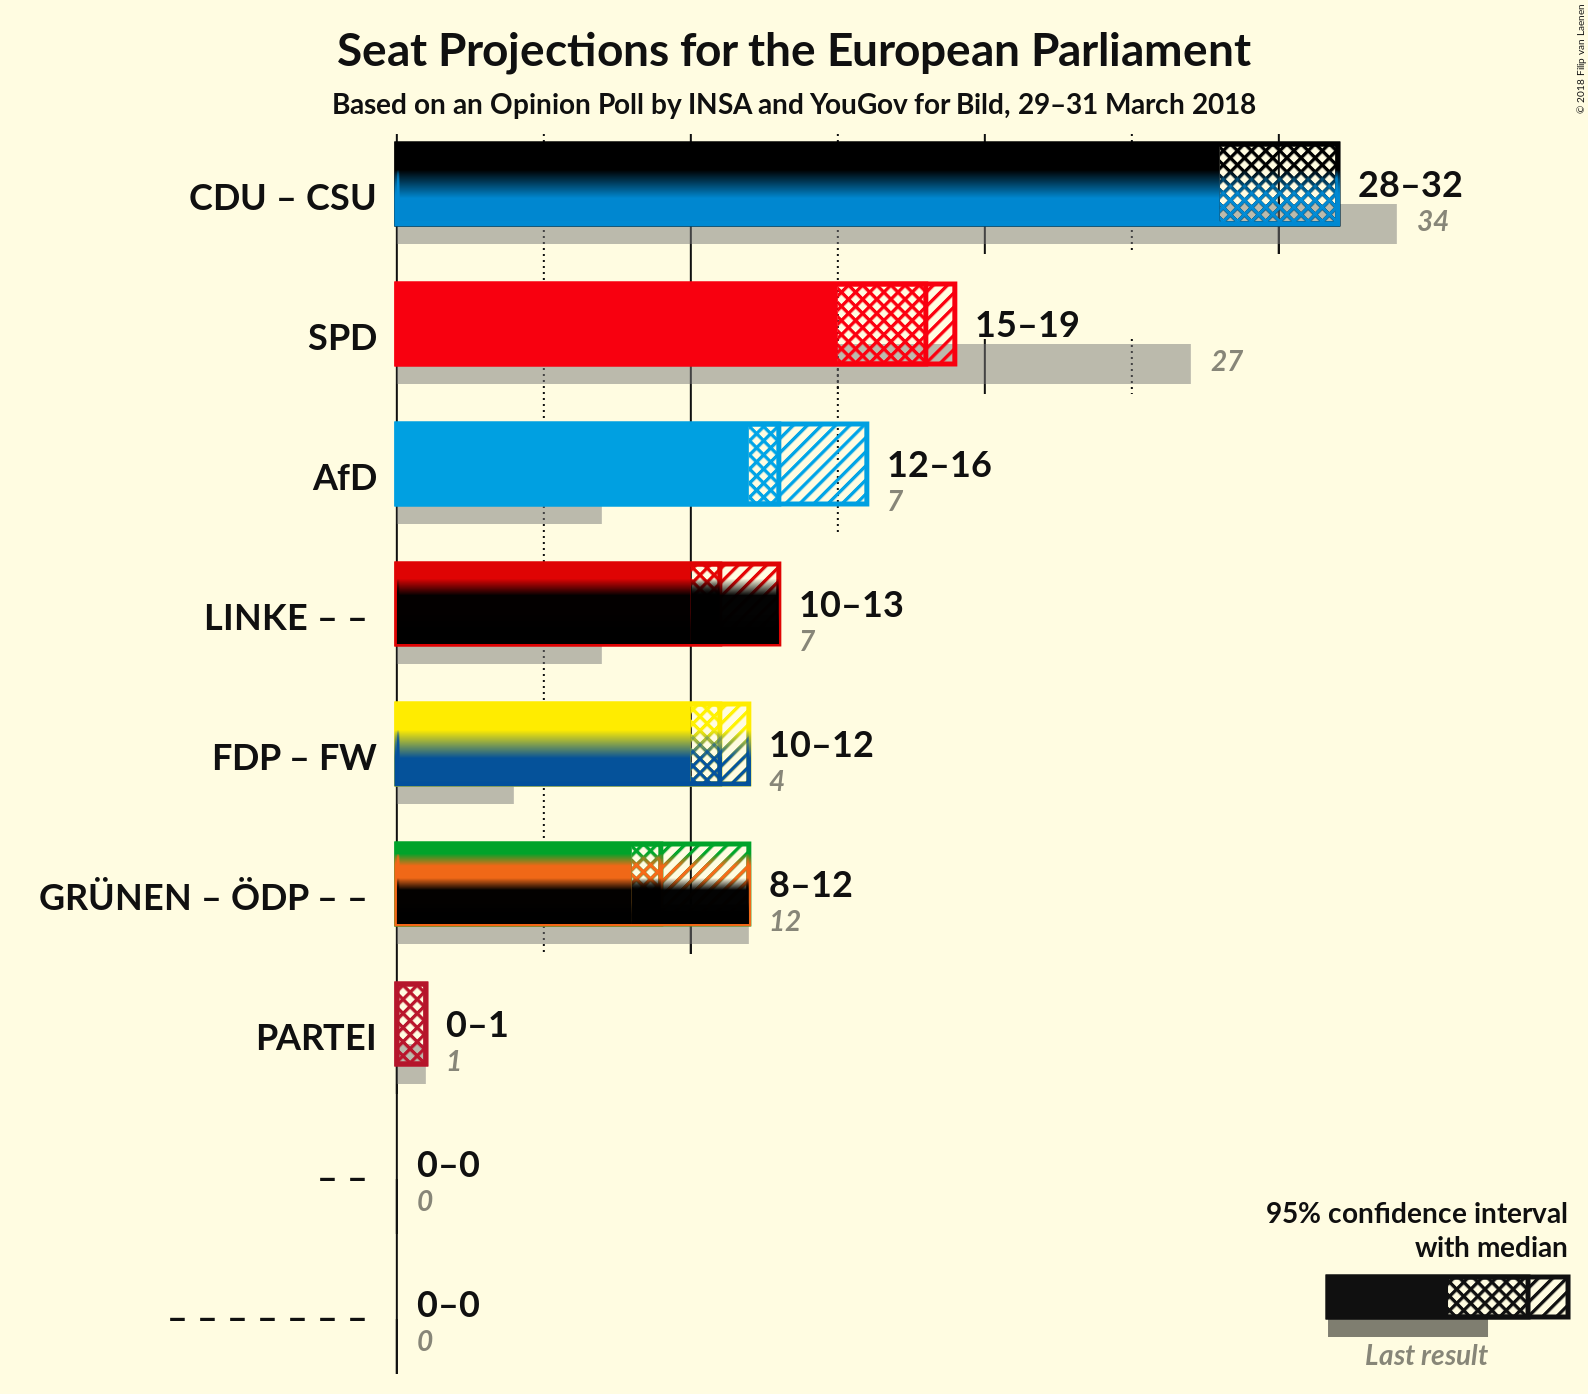 Seat Projections for the European Parliament
Based on an Opinion Poll by INSA and YouGov for Bild, 29–31 March 2018
© 2018 Filip van Laenen
CDU – CSU
28–32
34
SPD
15–19
27
AfD
12–16
7
LINKE – –
10–13
7
FDP – FW
10–12
4
GRÜNEN – ÖDP – –
8–12
12
PARTEI
0–1
1
– –
0–0
0
– – – – – – –
0–0
0
95% confidence interval
with median
Last result